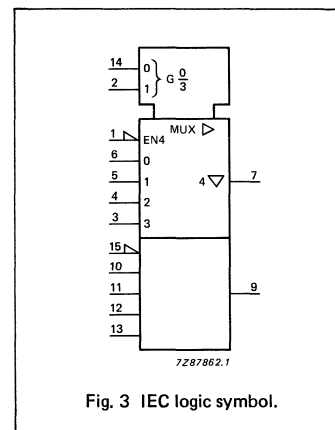 14 0
G 0/3
2 1
MUX ▷
1 EN4
6 0
5 1 4 ▽ 7
4 2
3 3
15
10
11 9
12
13
7Z87862.1
Fig. 3 IEC logic symbol.